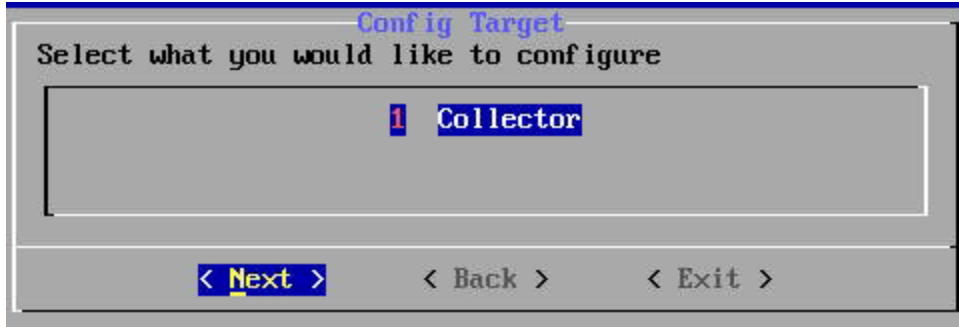 Config Target
Select what you would like to configure
1 Collector
< Next > < Back > < Exit >